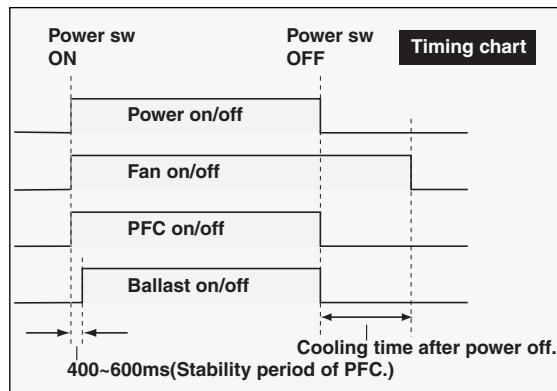 Power sw
ON
Power sw
OFF
Timing chart
Power on/off
Fan on/off
PFC on/off
Ballast on/off
Cooling time after power off.
400~600ms(Stability period of PFC.)